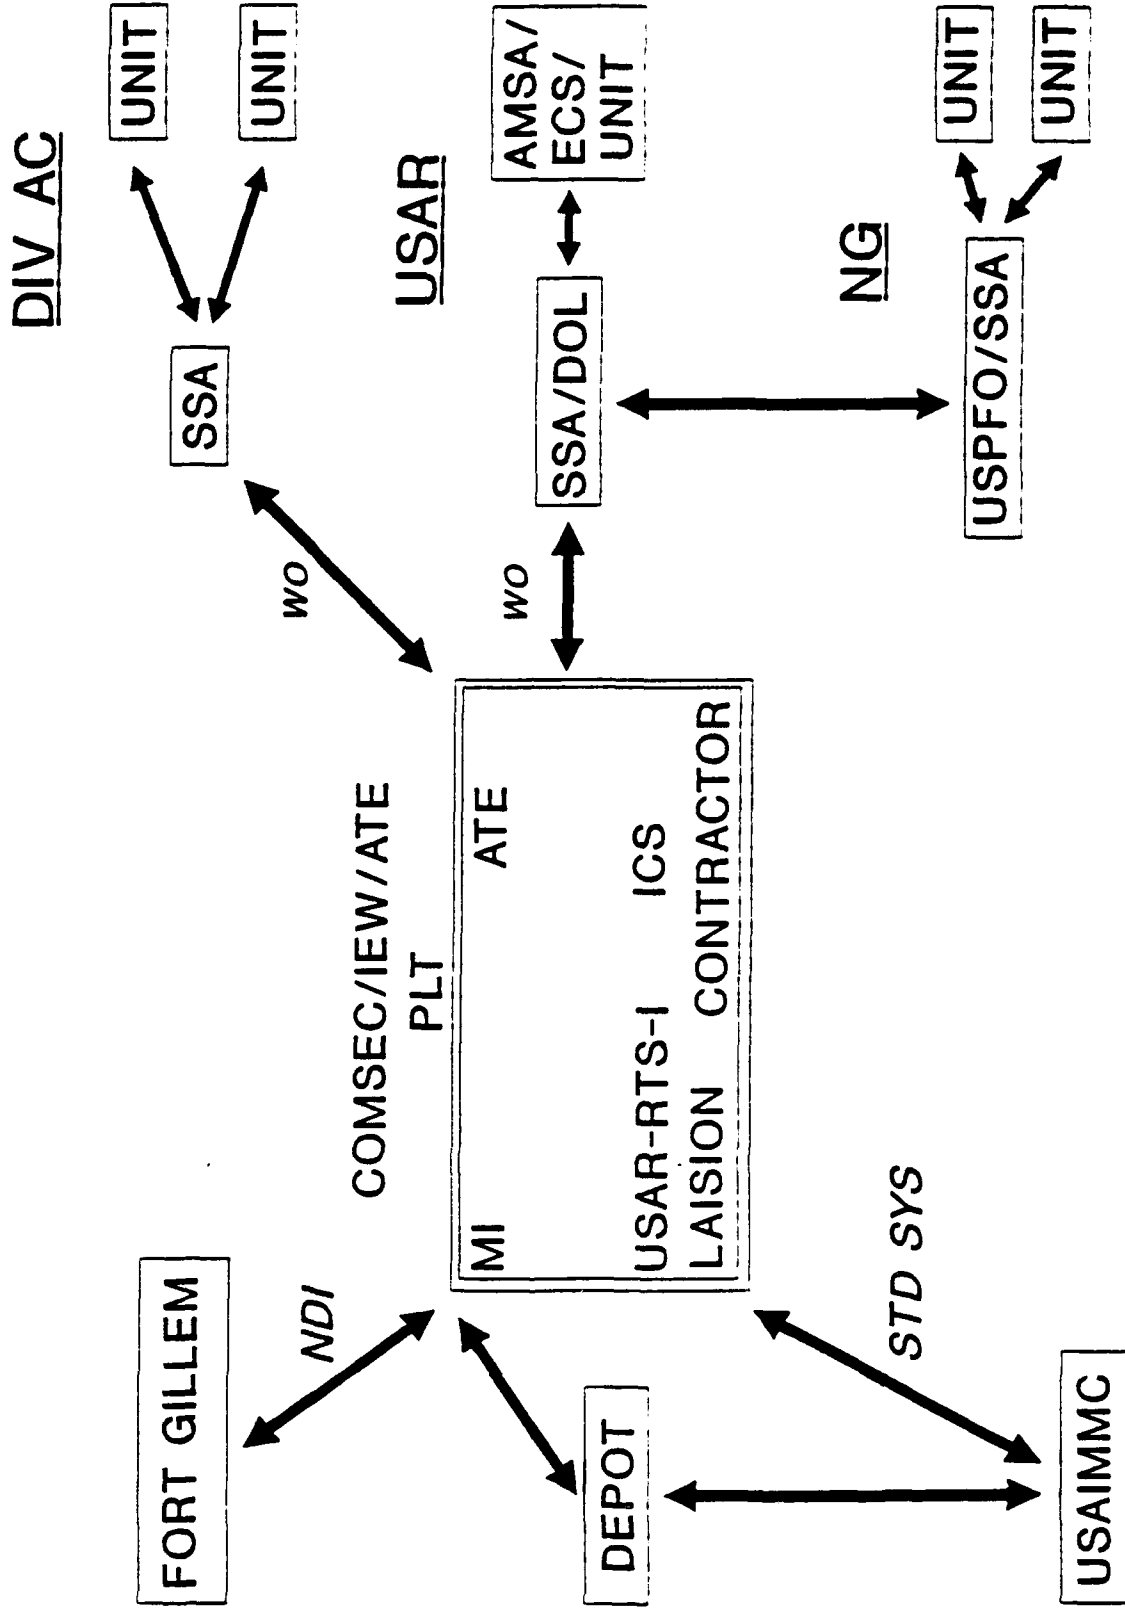 DIV AC
UNIT
UNIT
SSA
FORT GILLEM
NDI
wo
COMSEC/IEW/ATE
PLT
USAR
AMSA/
ECS/
UNIT
SSA/DOL
wo
MI
ATE
USAR-RTS-I
ICS
LAISION
CONTRACTOR
DEPOT
NG
UNIT
UNIT
USPFO/SSA
STD SYS
USAIMMC